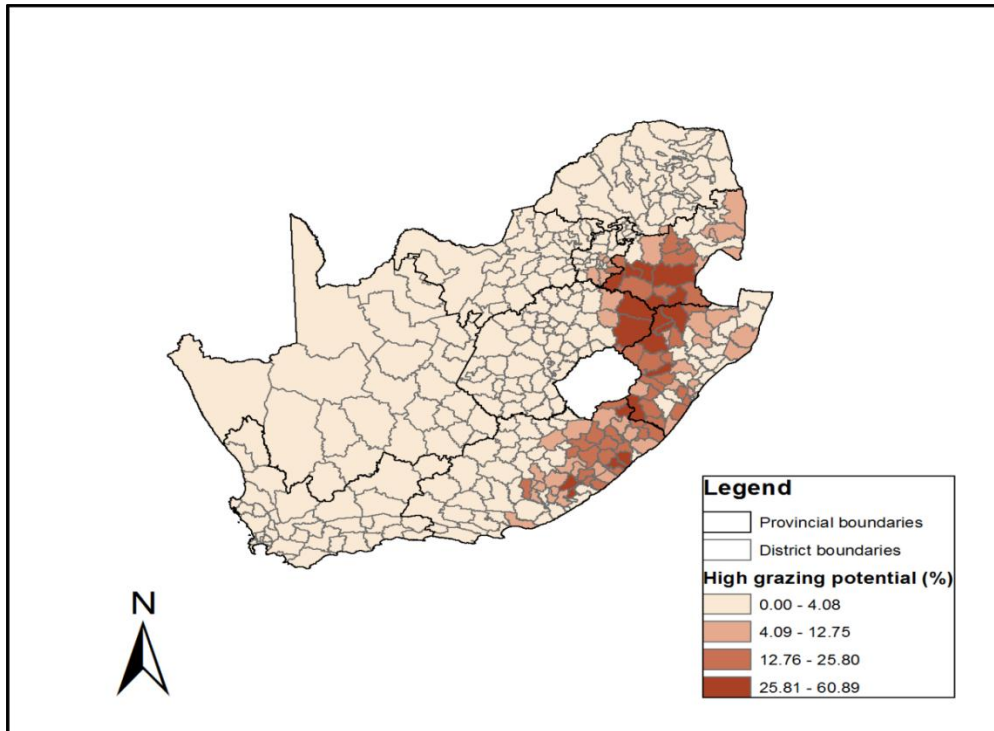 N
Legend
Provincial boundaries
District boundaries
High grazing potential (%)
0.00 - 4.08
4.09 - 12.75
12.76 - 25.80
25.81 - 60.89